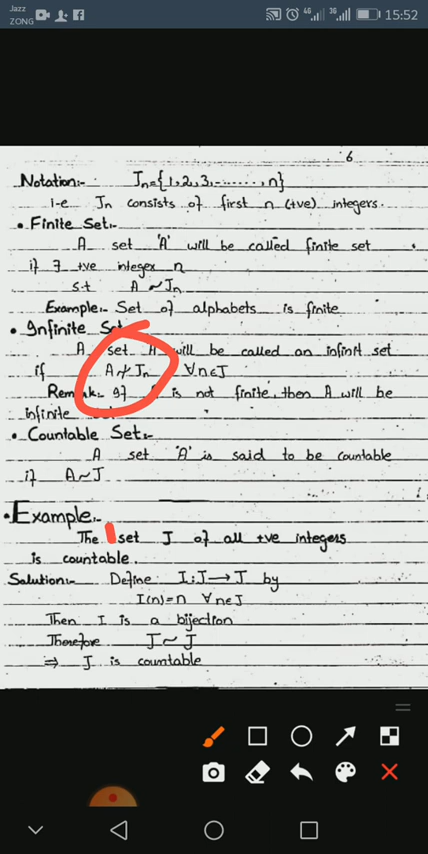 Jazz
ZONG
4G 3G 15:52
6
Notation:- Jn={1,2,3,-......,n}
i-e Jn consists of first n (+ve) integers.
• Finite Set:-
A set 'A' will be called finite set
if ∃ +ve integer n
s.t A ~ Jn
Example:- Set of alphabets is finite
• Infinite Set
A set A will be called an infinit set
if A≁Jn ∀n∈J
Remark:- If is not finite, then A will be
infinite
• Countable Set:-
A set 'A' is said to be countable
if A~J
• Example:-
The set J of all +ve integers
is countable.
Solution:- Define I:J→J by
I(n)=n ∀n∈J
Then I is a bijection
Therefore J~J
⇒ J is countable